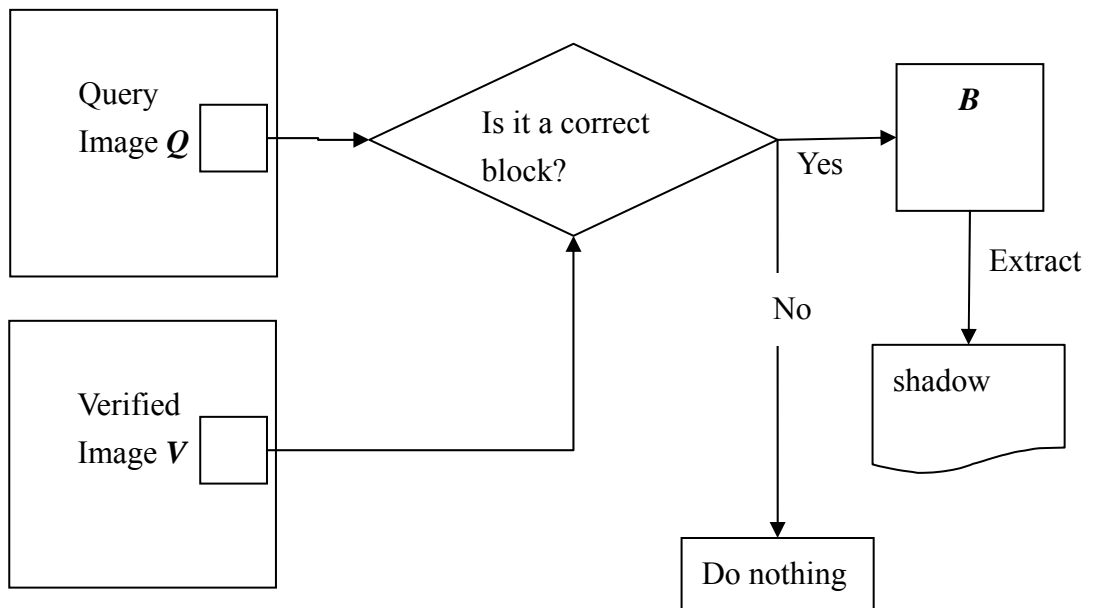 Query
Image Q
Is it a correct
block?
B
Yes
Extract
No
shadow
Verified
Image V
Do nothing